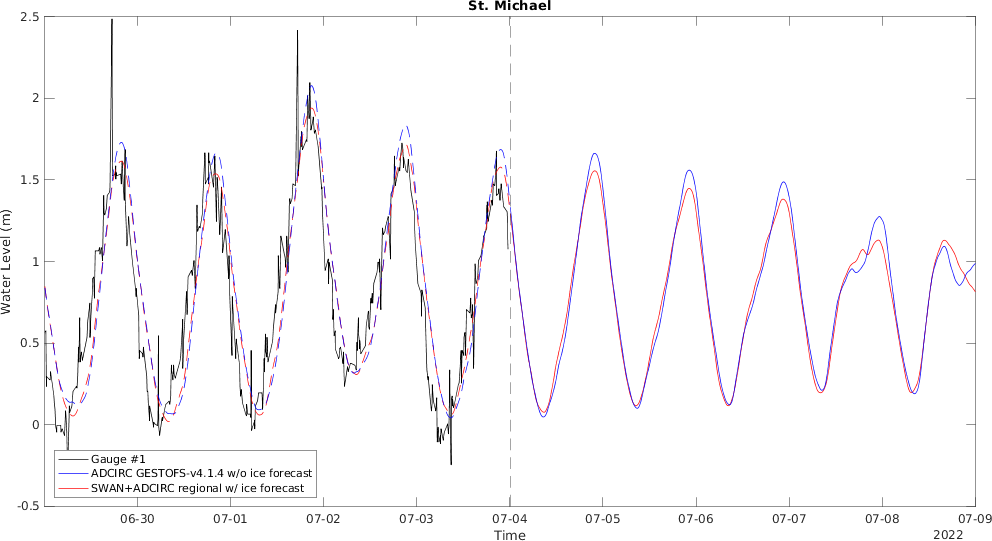 St. Michael
2.5
2
1.5
1
0.5
0
-0.5
Water Level (m)
Gauge #1
ADCIRC GESTOFS-v4.1.4 w/o ice forecast
SWAN+ADCIRC regional w/ ice forecast
06-30 07-01 07-02 07-03 07-04 07-05 07-06 07-07 07-08 07-09
Time
2022